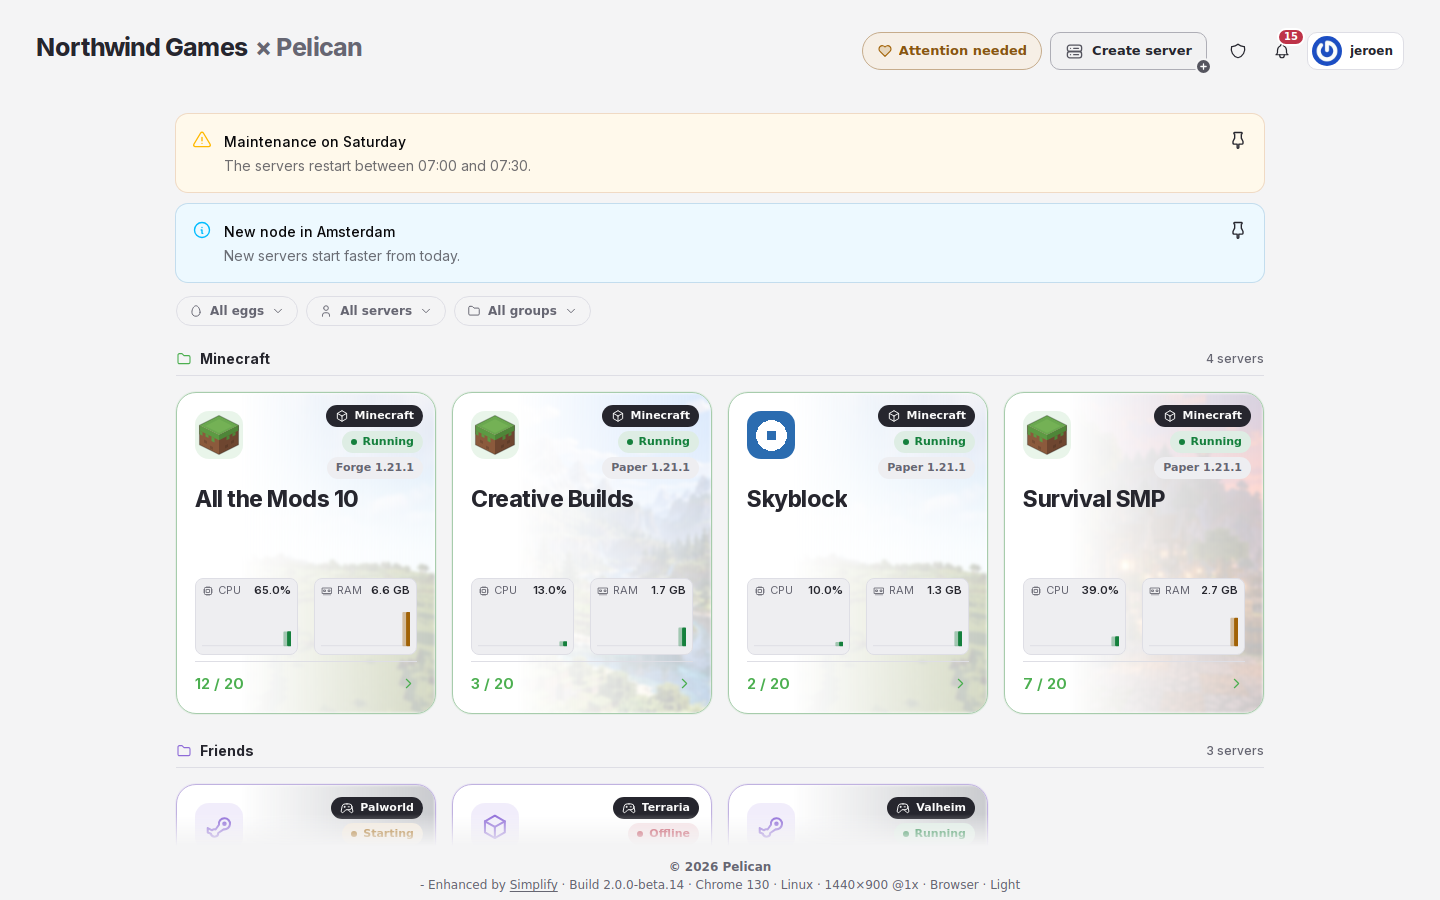 Northwind Games × Pelican
Attention needed
Create server
15
jeroen
Maintenance on Saturday
The servers restart between 07:00 and 07:30.
New node in Amsterdam
New servers start faster from today.
All eggs
All servers
All groups
Minecraft
4 servers
Minecraft
Running
Forge 1.21.1
All the Mods 10
CPU 65.0%
RAM 6.6 GB
12 / 20
Minecraft
Running
Paper 1.21.1
Creative Builds
CPU 13.0%
RAM 1.7 GB
3 / 20
Minecraft
Running
Paper 1.21.1
Skyblock
CPU 10.0%
RAM 1.3 GB
2 / 20
Minecraft
Running
Paper 1.21.1
Survival SMP
CPU 39.0%
RAM 2.7 GB
7 / 20
Friends
3 servers
Palworld
Starting
Terraria
Offline
Valheim
Running
© 2026 Pelican
- Enhanced by Simplify · Build 2.0.0-beta.14 · Chrome 130 · Linux · 1440×900 @1x · Browser · Light